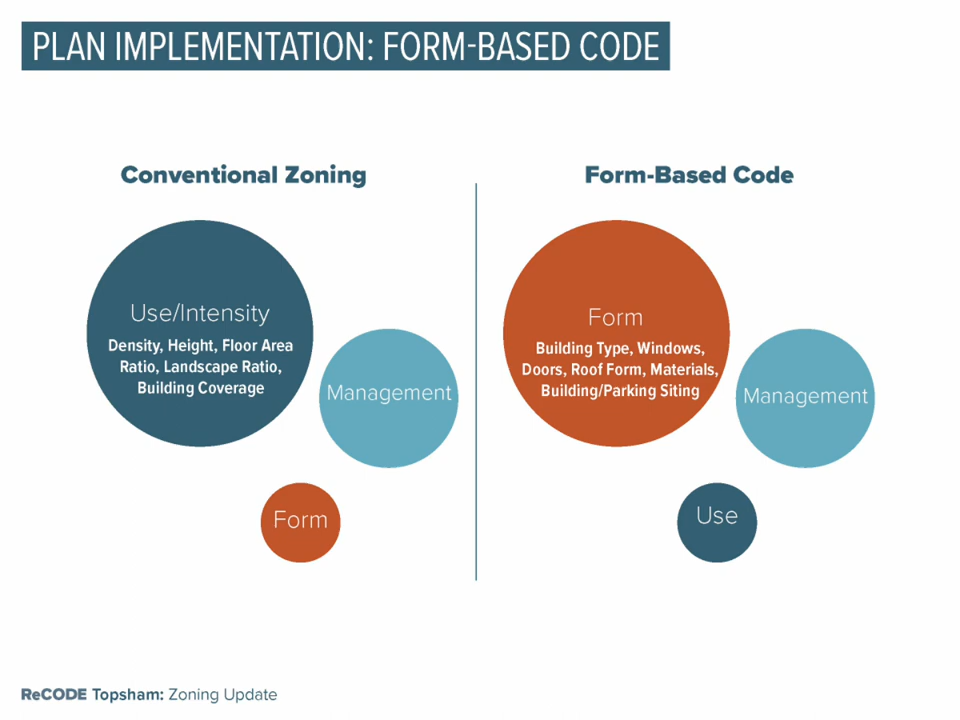 PLAN IMPLEMENTATION: FORM-BASED CODE
Conventional Zoning
Use/Intensity
Density, Height, Floor Area
Ratio, Landscape Ratio,
Building Coverage
Management
Form
Form-Based Code
Form
Building Type, Windows,
Doors, Roof Form, Materials,
Building/Parking Siting
Management
Use
ReCODE Topsham: Zoning Update